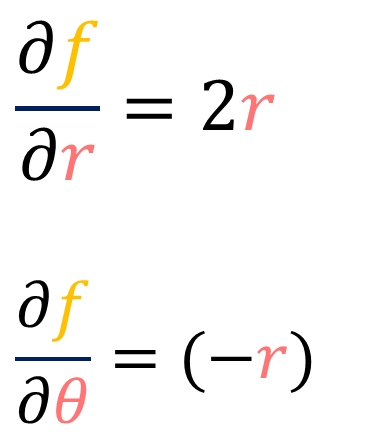 ∂f/∂r = 2r
∂f/∂θ = (−r)